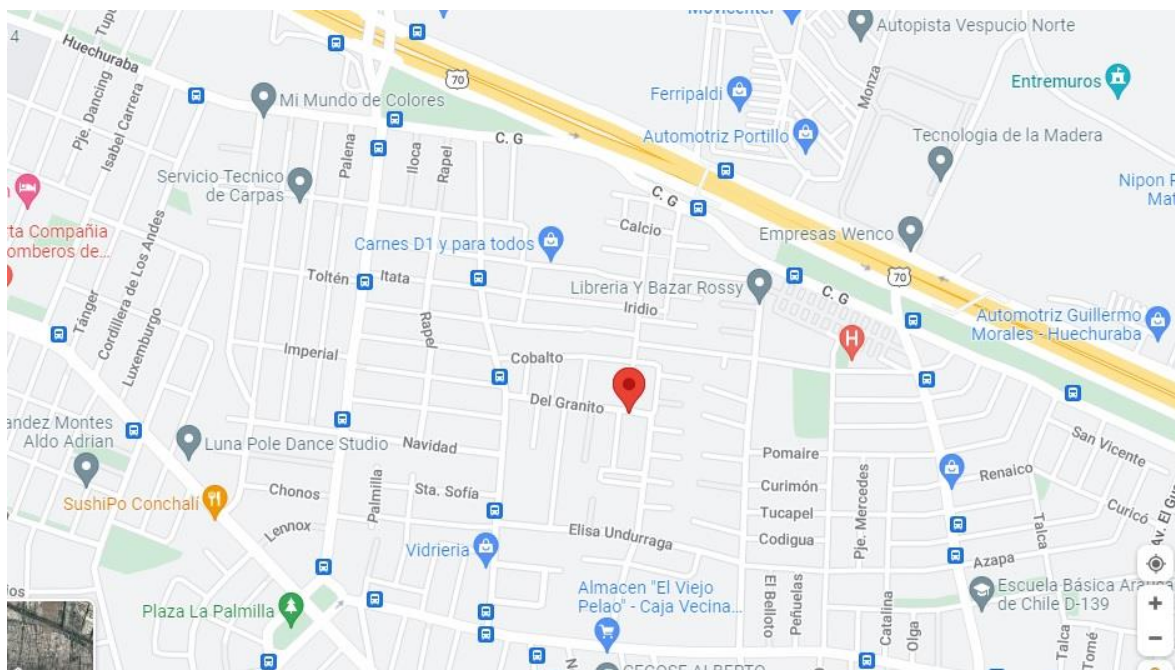 Movicenter
Autopista Vespucio Norte
4
Huechuraba
70
Ferripaldi
Monza
Entremuros
Mi Mundo de Colores
Pje. Dancing
Isabel Carrera
Palena
Iloca
Rapel
C. G
Automotriz Portillo
Tecnologia de la Madera
Servicio Tecnico
de Carpas
C. G
Nipon
Calcio
Empresas Wenco
Carnes D1 y para todos
rta Compañia
omberos de...
Cordillera de Los Andes
Toltén
Itata
Libreria Y Bazar Rossy
70
C. G
Iridio
Tánger
Luxemburgo
Rapel
Automotriz Guillermo
Morales - Huechuraba
Imperial
Cobalto
H
Del Granito
andez Montes
Aldo Adrian
Luna Pole Dance Studio
Navidad
San Vicente
Pomaire
Renaico
SushiPo Conchalí
Chonos
Palmilla
Sta. Sofía
Curimón
Pje. Mercedes
Curicó
Lennox
Elisa Undurraga
Tucapel
Talca
Codigua
Vidrieria
Azapa
Almacen "El Viejo
Pelao" - Caja Vecina...
El Belloto
Peñuelas
Catalina
Olga
Escuela Básica
de Chile D-139
Plaza La Palmilla
Talca
Tomé
+
−